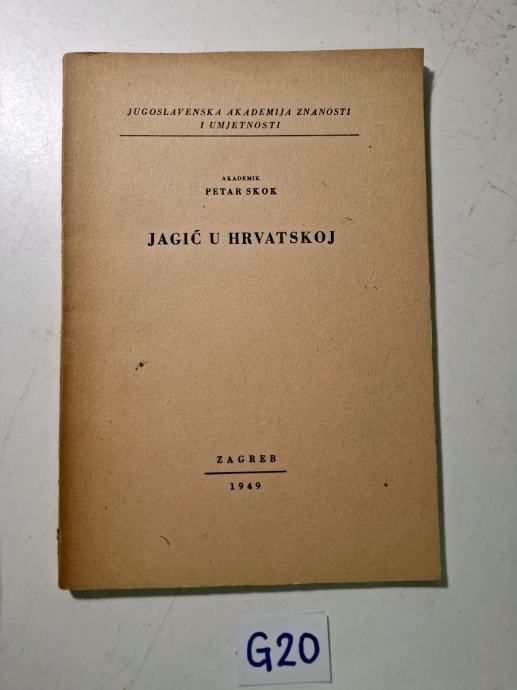 JUGOSLAVENSKA AKADEMIJA ZNANOSTI
I UMJETNOSTI
AKADEMIK
PETAR SKOK
JAGIĆ U HRVATSKOJ
ZAGREB
1949
G20